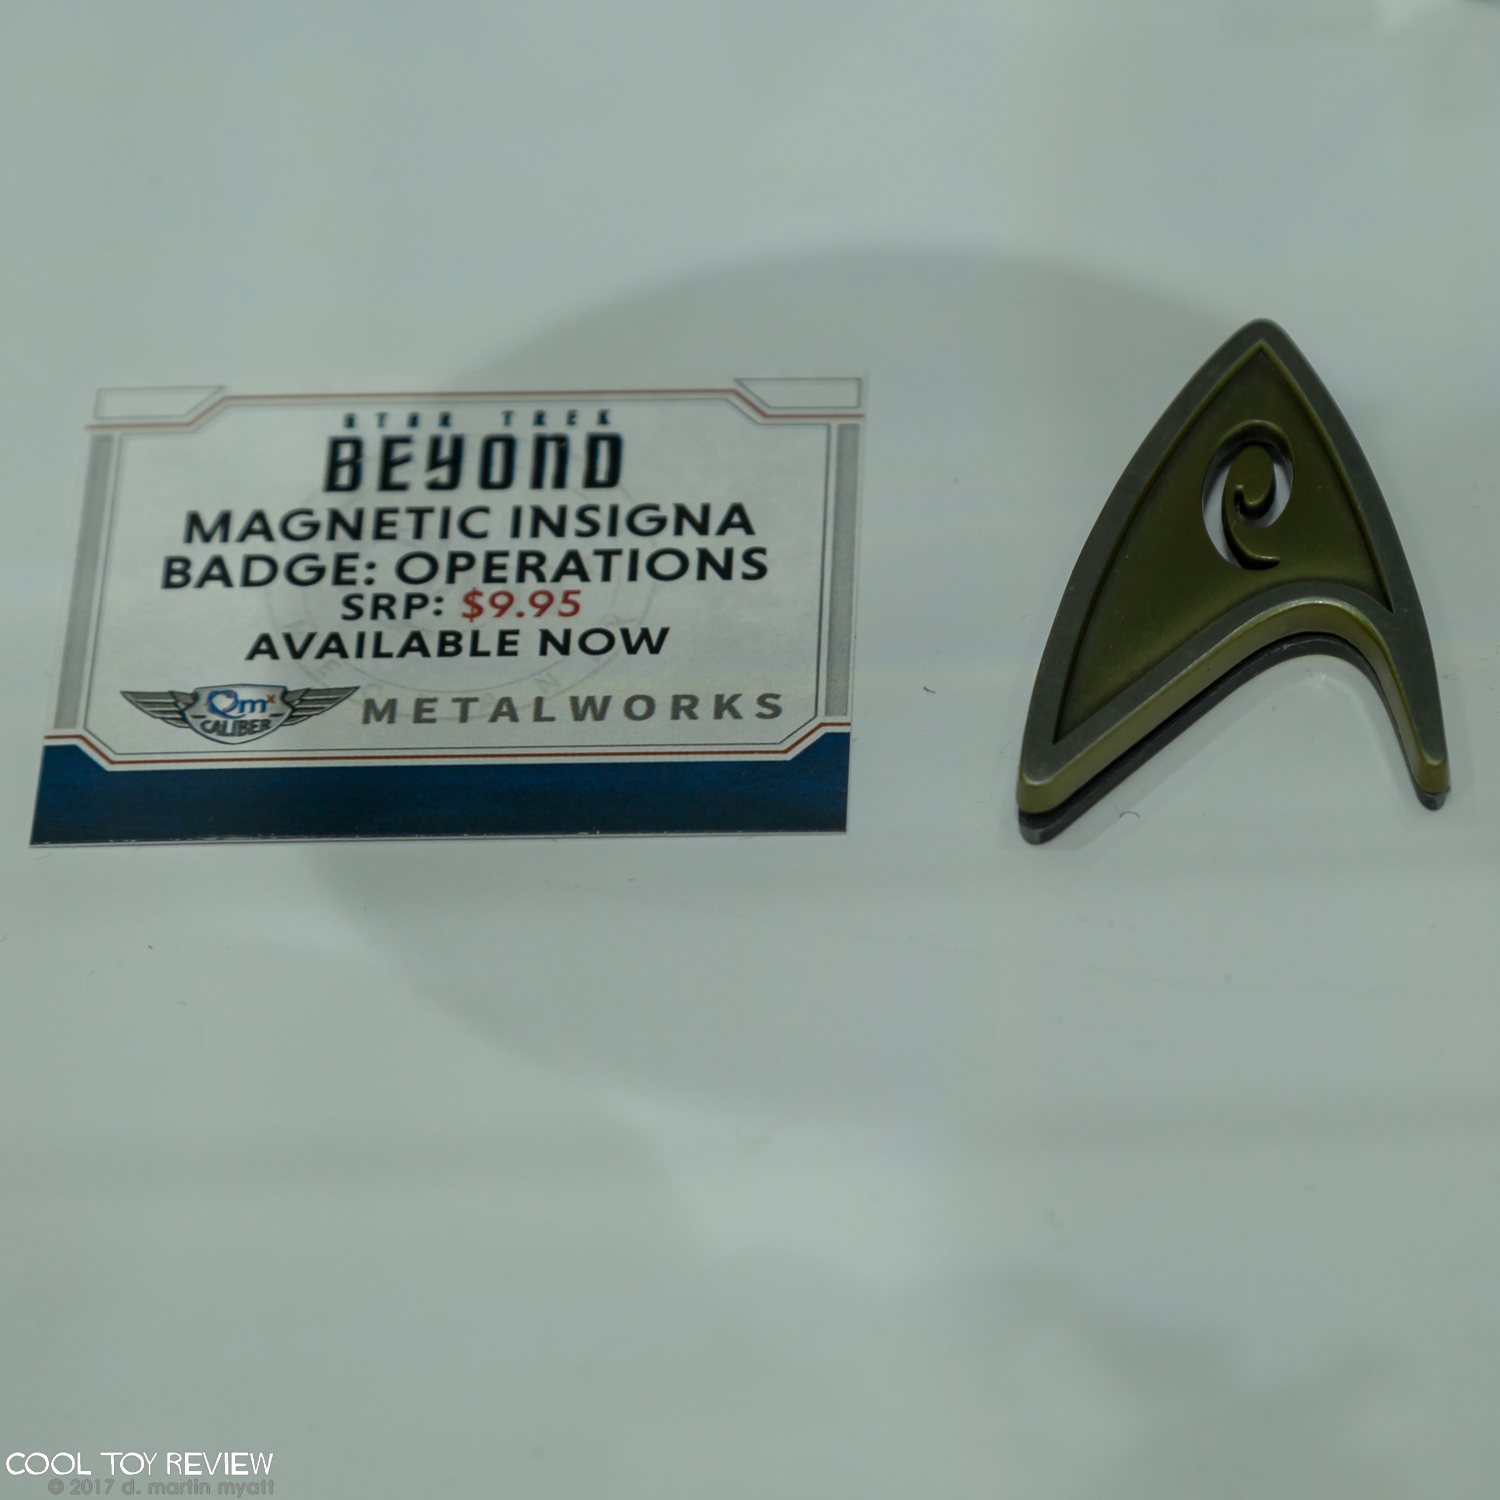 STAR TREK
BEYOND
MAGNETIC INSIGNA
BADGE: OPERATIONS
SRP: $9.95
AVAILABLE NOW
Qmx
CALIBER
METALWORKS
COOL TOY REVIEW
© 2017 d. martin myatt